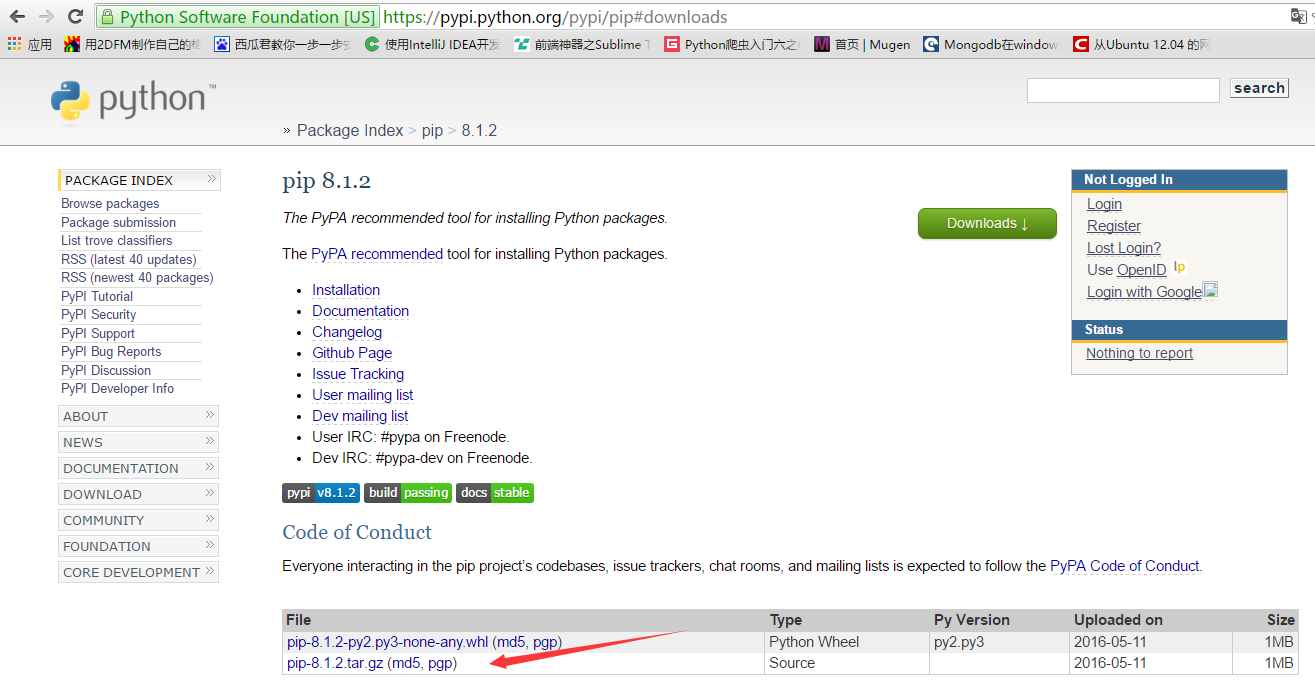 Python Software Foundation [US] https://pypi.python.org/pypi/pip#downloads
应用 用2DFM制作自己的格 西瓜君教你一步一步安 使用IntelliJ IDEA开发 前端神器之Sublime T Python爬虫入门六之C 首页 | Mugen Mongodb在window 从Ubuntu 12.04 的
python™
search
» Package Index > pip > 8.1.2
PACKAGE INDEX »
Browse packages
Package submission
List trove classifiers
RSS (latest 40 updates)
RSS (newest 40 packages)
PyPI Tutorial
PyPI Security
PyPI Support
PyPI Bug Reports
PyPI Discussion
PyPI Developer Info
ABOUT »
NEWS »
DOCUMENTATION »
DOWNLOAD »
COMMUNITY »
FOUNDATION »
CORE DEVELOPMENT »
pip 8.1.2
The PyPA recommended tool for installing Python packages.
Downloads ↓
The PyPA recommended tool for installing Python packages.
• Installation
• Documentation
• Changelog
• Github Page
• Issue Tracking
• User mailing list
• Dev mailing list
• User IRC: #pypa on Freenode.
• Dev IRC: #pypa-dev on Freenode.
pypi v8.1.2 build passing docs stable
Code of Conduct
Everyone interacting in the pip project's codebases, issue trackers, chat rooms, and mailing lists is expected to follow the PyPA Code of Conduct.
File Type Py Version Uploaded on Size
pip-8.1.2-py2.py3-none-any.whl (md5, pgp) Python Wheel py2.py3 2016-05-11 1MB
pip-8.1.2.tar.gz (md5, pgp) Source 2016-05-11 1MB
Not Logged In
Login
Register
Lost Login?
Use OpenID lp
Login with Google
Status
Nothing to report